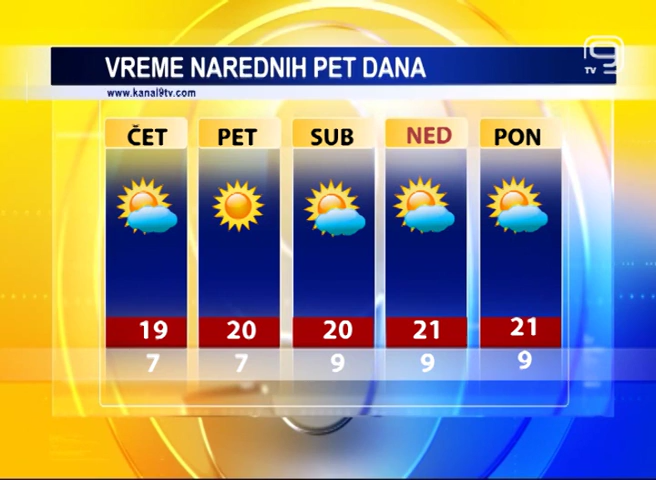 VREME NAREDNIH PET DANA
9
TV
www.kanal9tv.com
ČET PET SUB NED PON
19 20 20 21 21
7 7 9 9 9